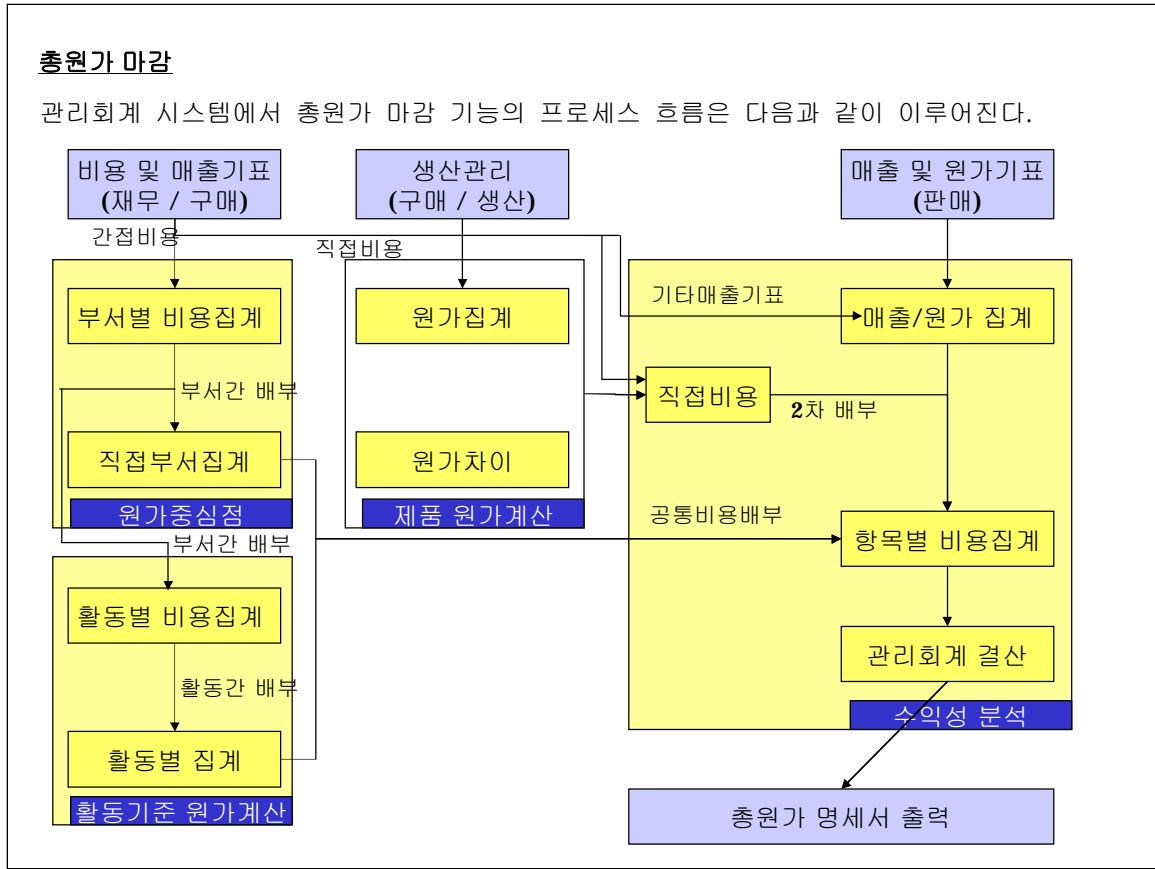 총원가 마감
관리회계 시스템에서 총원가 마감 기능의 프로세스 흐름은 다음과 같이 이루어진다.
비용 및 매출기표
(재무 / 구매)
생산관리
(구매 / 생산)
매출 및 원가기표
(판매)
간접비용
직접비용
부서별 비용집계
부서간 배부
직접부서집계
원가중심점
원가집계
원가차이
제품 원가계산
기타매출기표
매출/원가 집계
직접비용
2차 배부
공통비용배부
항목별 비용집계
관리회계 결산
수익성 분석
부서간 배부
활동별 비용집계
활동간 배부
활동별 집계
활동기준 원가계산
총원가 명세서 출력